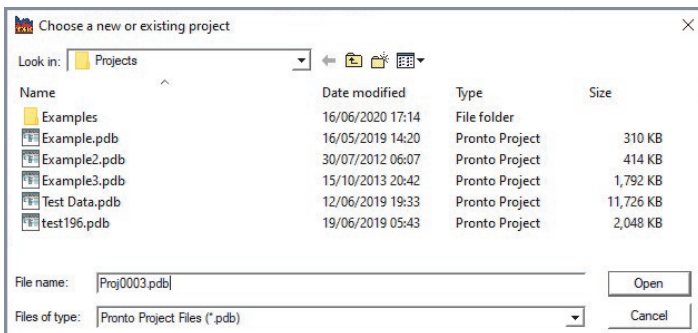 Choose a new or existing project
Look in: Projects
Name Date modified Type Size
Examples 16/06/2020 17:14 File folder
Example.pdb 16/05/2019 14:20 Pronto Project 310 KB
Example2.pdb 30/07/2012 06:07 Pronto Project 414 KB
Example3.pdb 15/10/2013 20:42 Pronto Project 1,792 KB
Test Data.pdb 12/06/2019 19:33 Pronto Project 11,726 KB
test196.pdb 19/06/2019 05:43 Pronto Project 2,048 KB
File name: Proj0003.pdb Open
Files of type: Pronto Project Files (*.pdb) Cancel